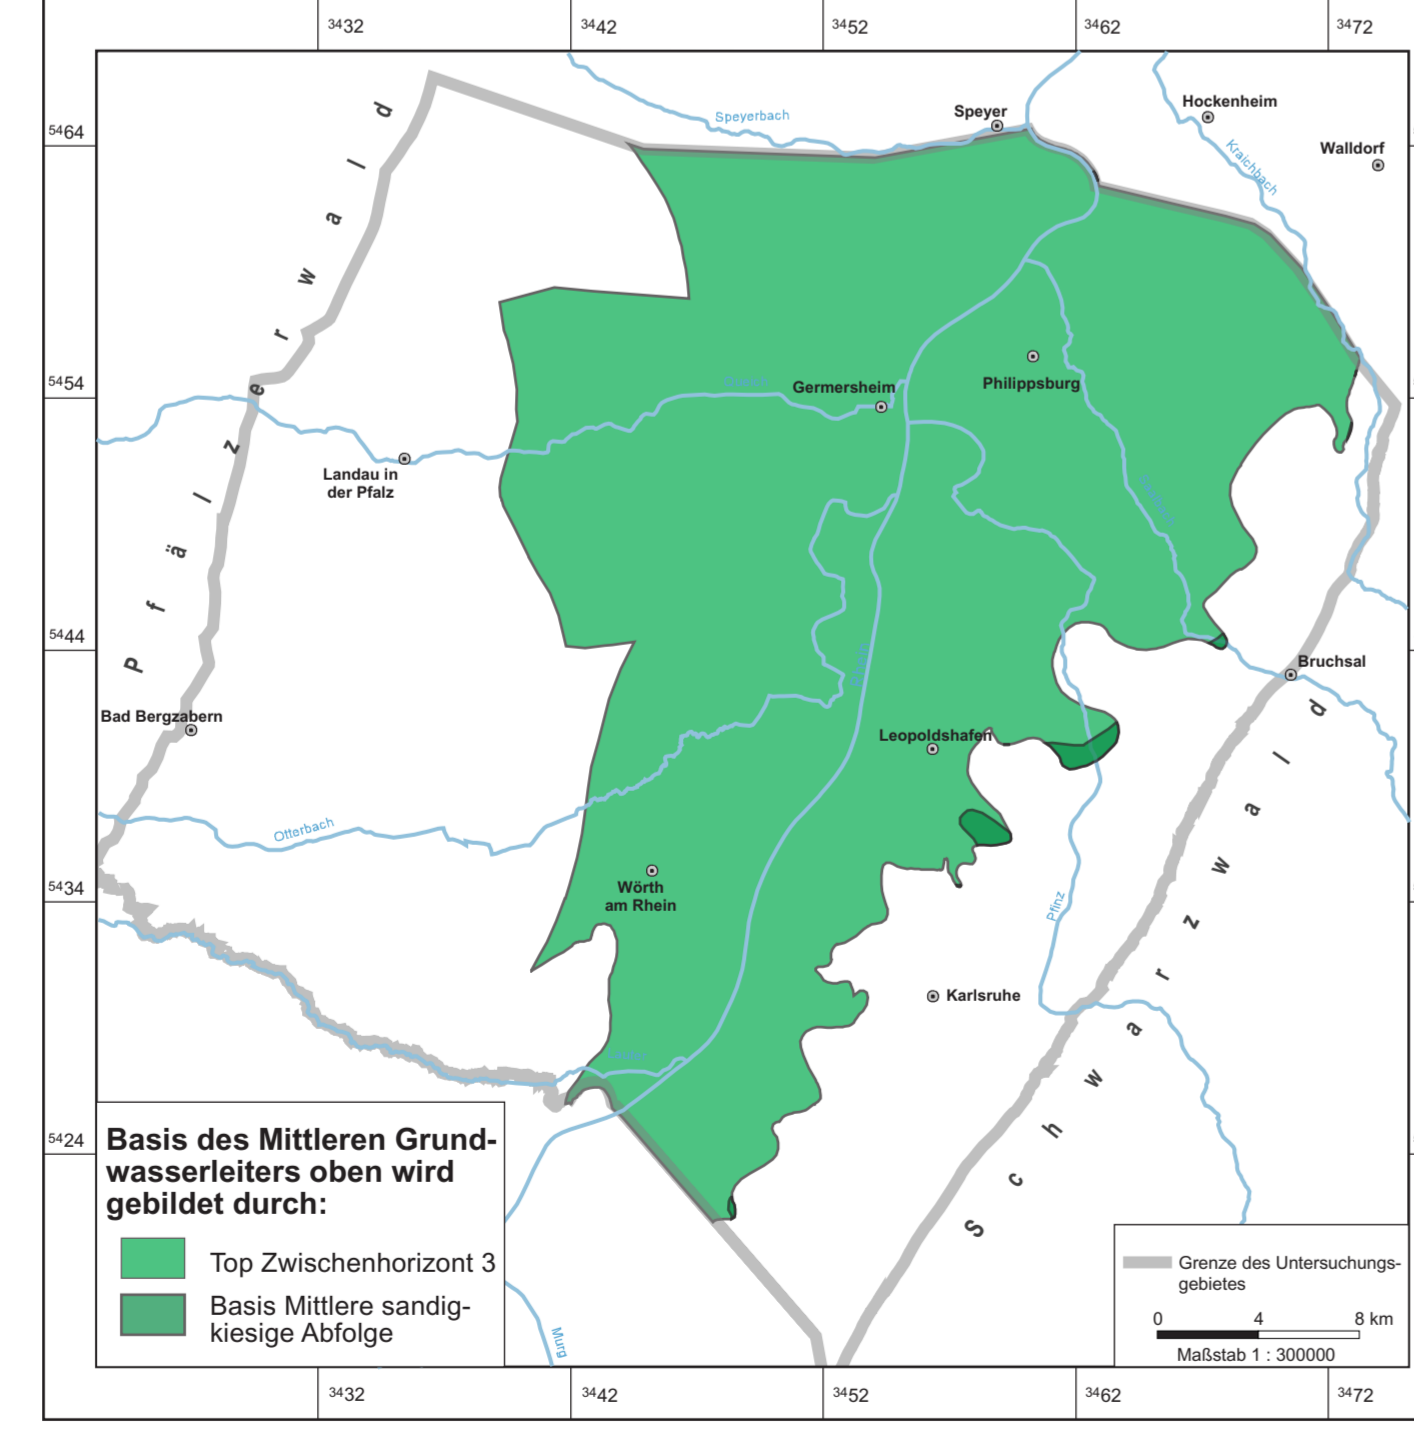 3432 3442 3452 3462 3472
Speyerbach
Speyer
Hockenheim
Kraichbach
Walldorf
5464
5454
5444
5434
5424
Pfälzerwald
Germersheim
Philippsburg
Landau in
der Pfalz
Bruchsal
Bad Bergzabern
Leopoldshafen
Otterbach
Wörth
am Rhein
Pfinz
Karlsruhe
Schwarzwald
Murg
Basis des Mittleren Grund-
wasserleiters oben wird
gebildet durch:
Top Zwischenhorizont 3
Basis Mittlere sandig-
kiesige Abfolge
Grenze des Untersuchungs-
gebietes
0 4 8 km
Maßstab 1 : 300000
3432 3442 3452 3462 3472